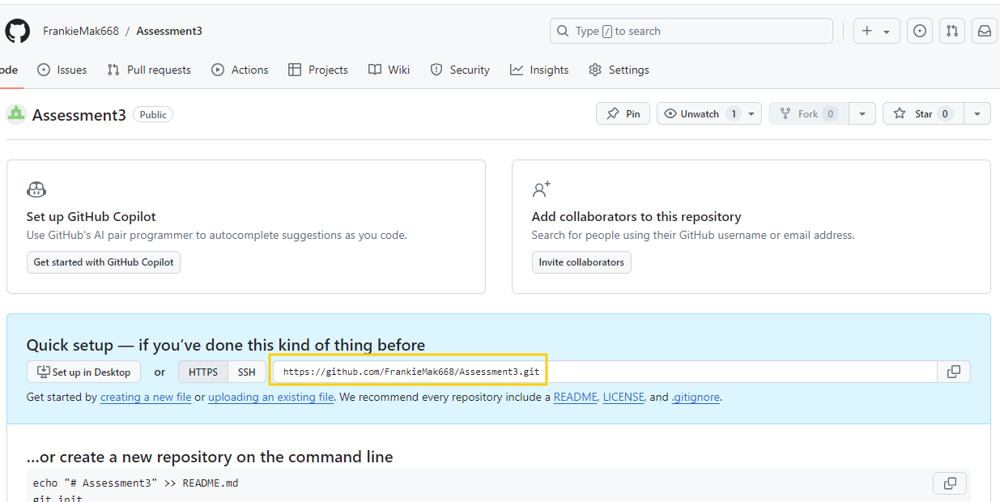 FrankieMak668 / Assessment3
Type / to search
ode Issues Pull requests Actions Projects Wiki Security Insights Settings
Assessment3 Public
Pin Unwatch 1 Fork 0 Star 0
Set up GitHub Copilot
Use GitHub's AI pair programmer to autocomplete suggestions as you code.
Get started with GitHub Copilot
Add collaborators to this repository
Search for people using their GitHub username or email address.
Invite collaborators
Quick setup — if you’ve done this kind of thing before
Set up in Desktop or HTTPS SSH https://github.com/FrankieMak668/Assessment3.git
Get started by creating a new file or uploading an existing file. We recommend every repository include a README, LICENSE, and .gitignore.
…or create a new repository on the command line
echo "# Assessment3" >> README.md
git init